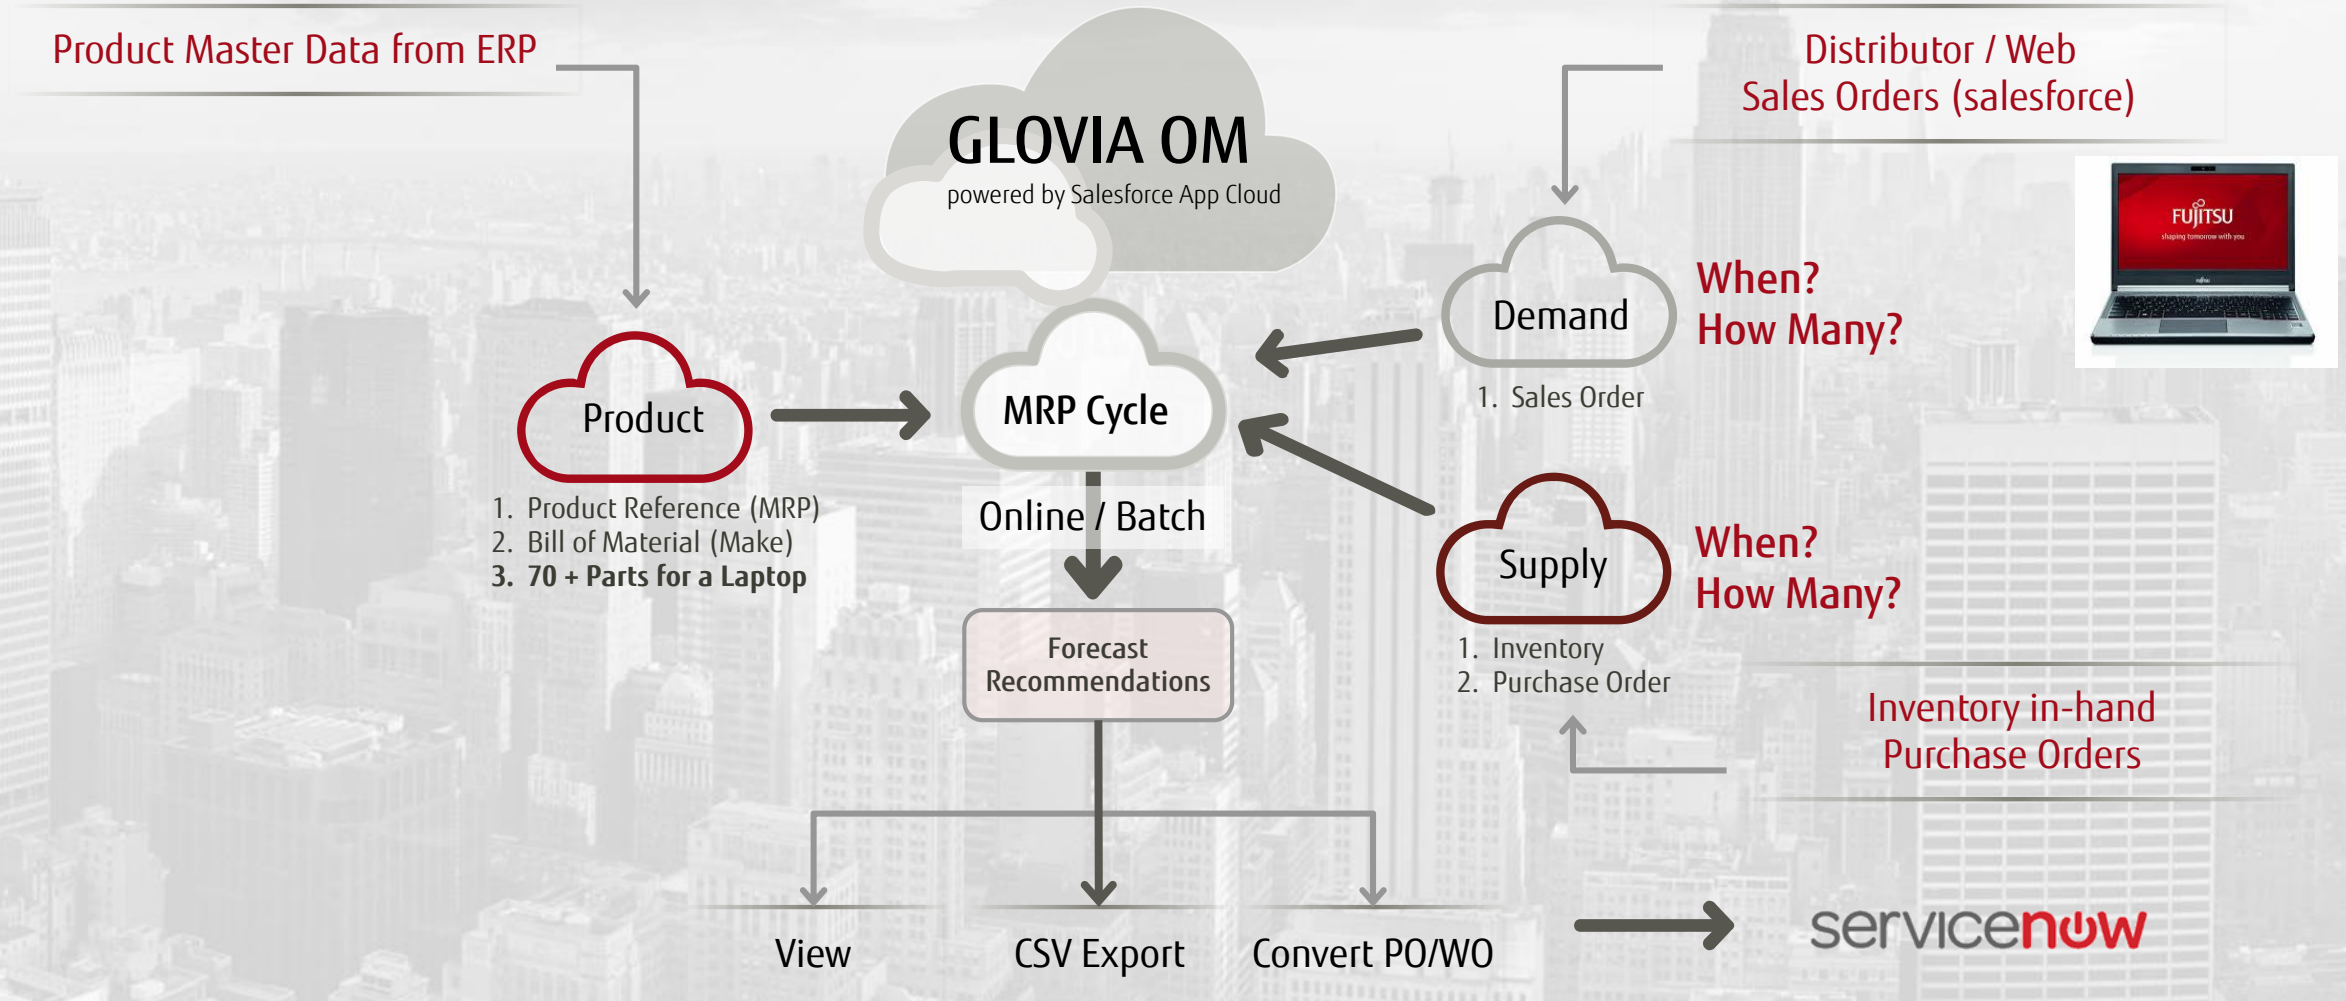 Product Master Data from ERP
GLOVIA OM
powered by Salesforce App Cloud
Distributor / Web
Sales Orders (salesforce)
FUJITSU
shaping tomorrow with you
Demand
When?
How Many?
1. Sales Order
Product
1. Product Reference (MRP)
2. Bill of Material (Make)
3. 70 + Parts for a Laptop
MRP Cycle
Online / Batch
Supply
When?
How Many?
1. Inventory
2. Purchase Order
Forecast
Recommendations
Inventory in-hand
Purchase Orders
View
CSV Export
Convert PO/WO
servicenow